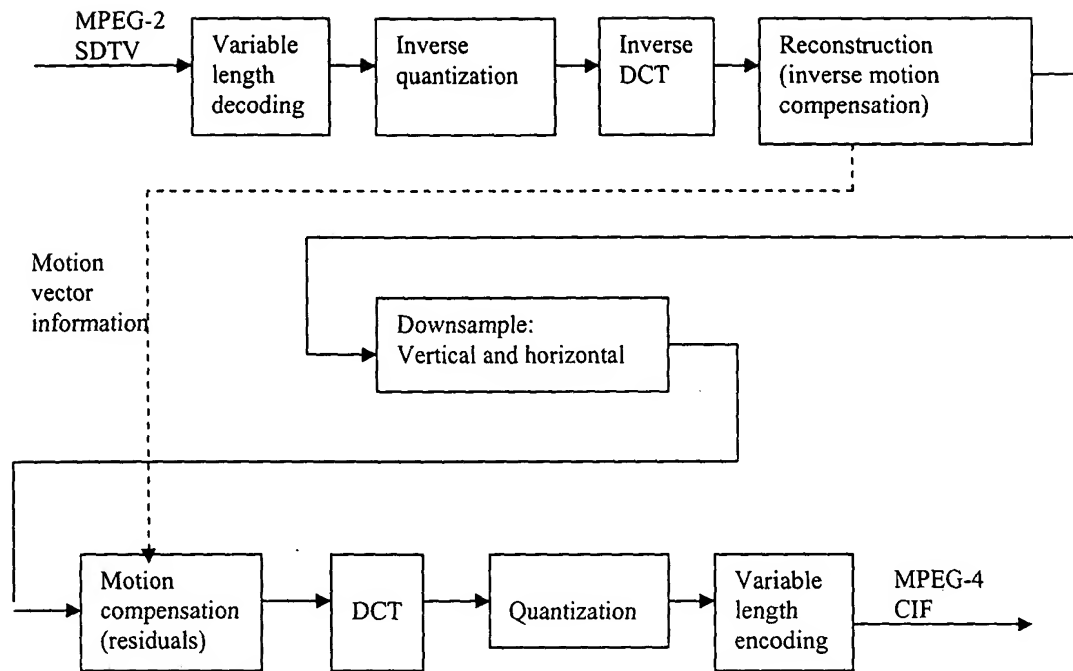 MPEG-2
SDTV
Variable
length
decoding
Inverse
quantization
Inverse
DCT
Reconstruction
(inverse motion
compensation)
Motion
vector
information
Downsample:
Vertical and horizontal
Motion
compensation
(residuals)
DCT
Quantization
Variable
length
encoding
MPEG-4
CIF